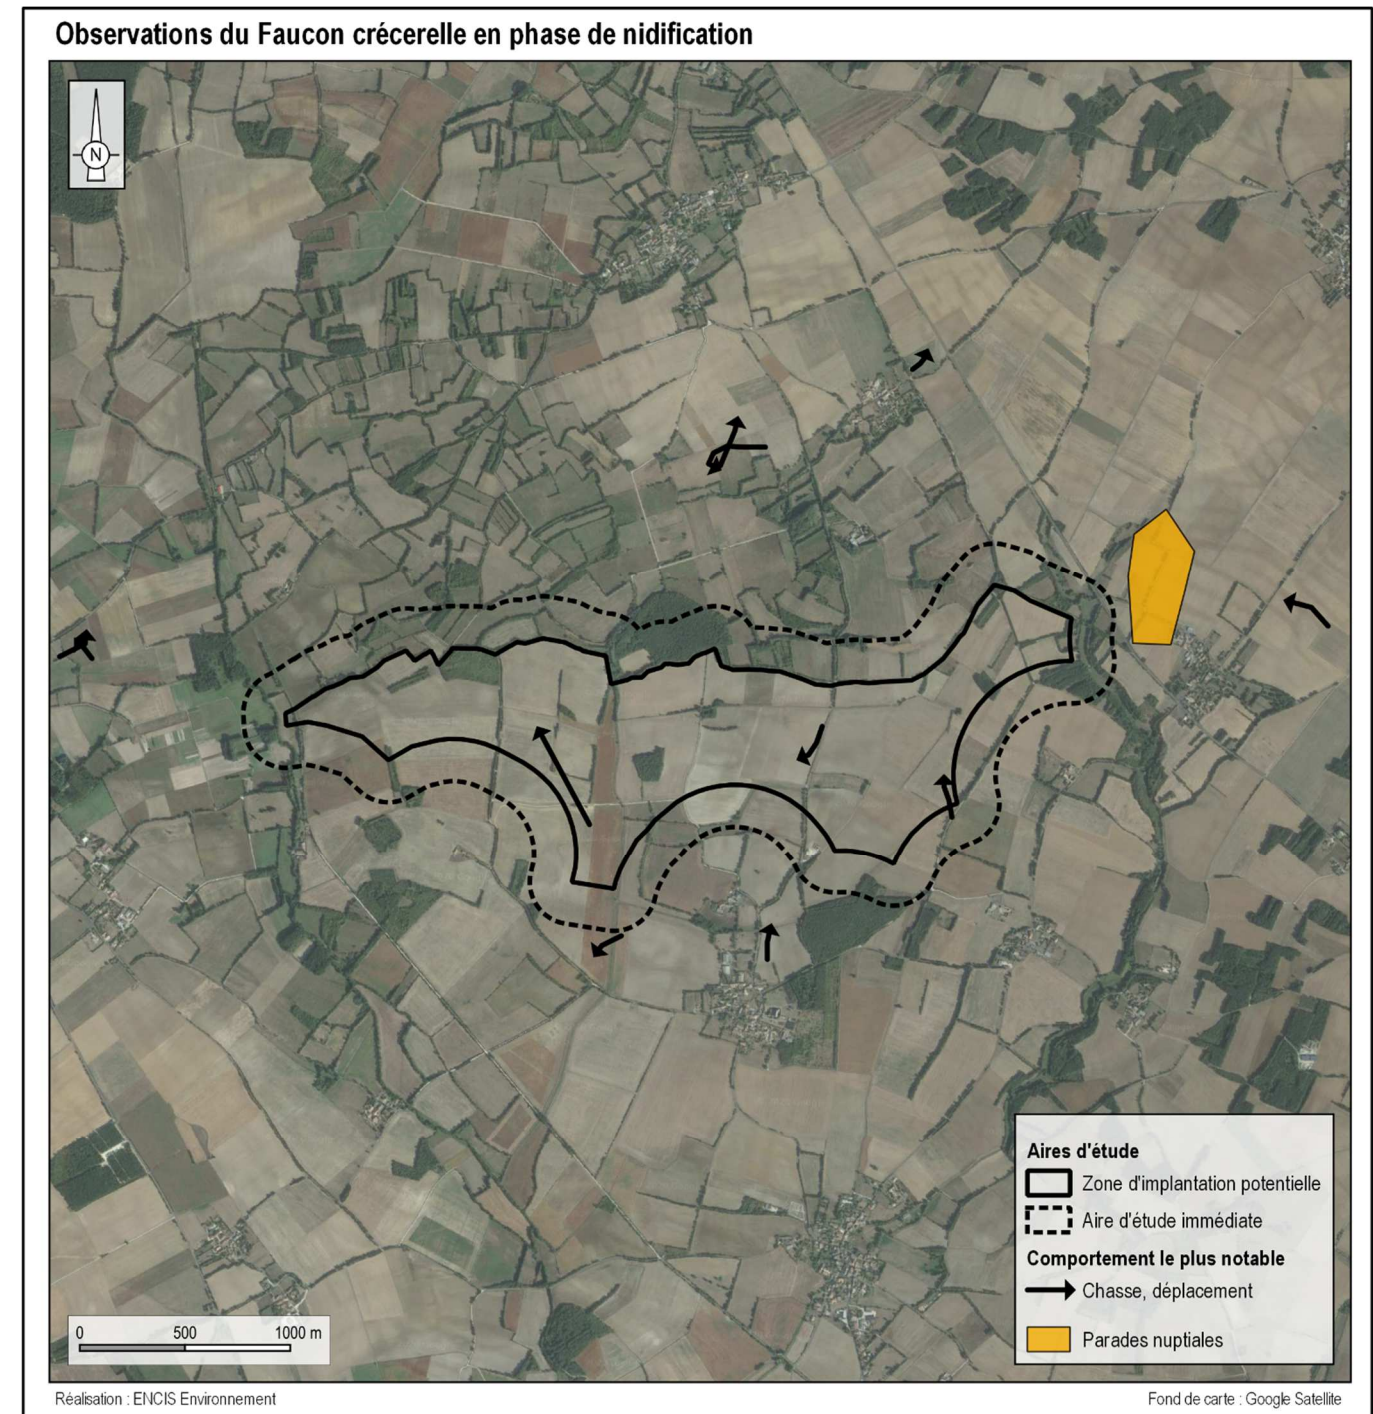 Observations du Faucon crécerelle en phase de nidification
N
Aires d'étude
Zone d'implantation potentielle
Aire d'étude immédiate
Comportement le plus notable
Chasse, déplacement
Parades nuptiales
0 500 1000 m
Réalisation : ENCIS Environnement
Fond de carte : Google Satellite